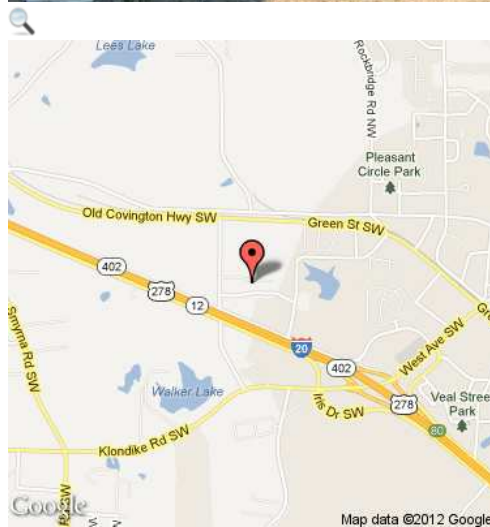 Lees Lake
Rockbridge Rd NW
Pleasant
Circle Park
Old Covington Hwy SW
Green St SW
402
278
12
Smyrna Rd SW
20
402
West Ave SW
Walker Lake
Iris Dr SW
278
Veal Street
Park
80
Klondike Rd SW
Google
Map data ©2012 Google